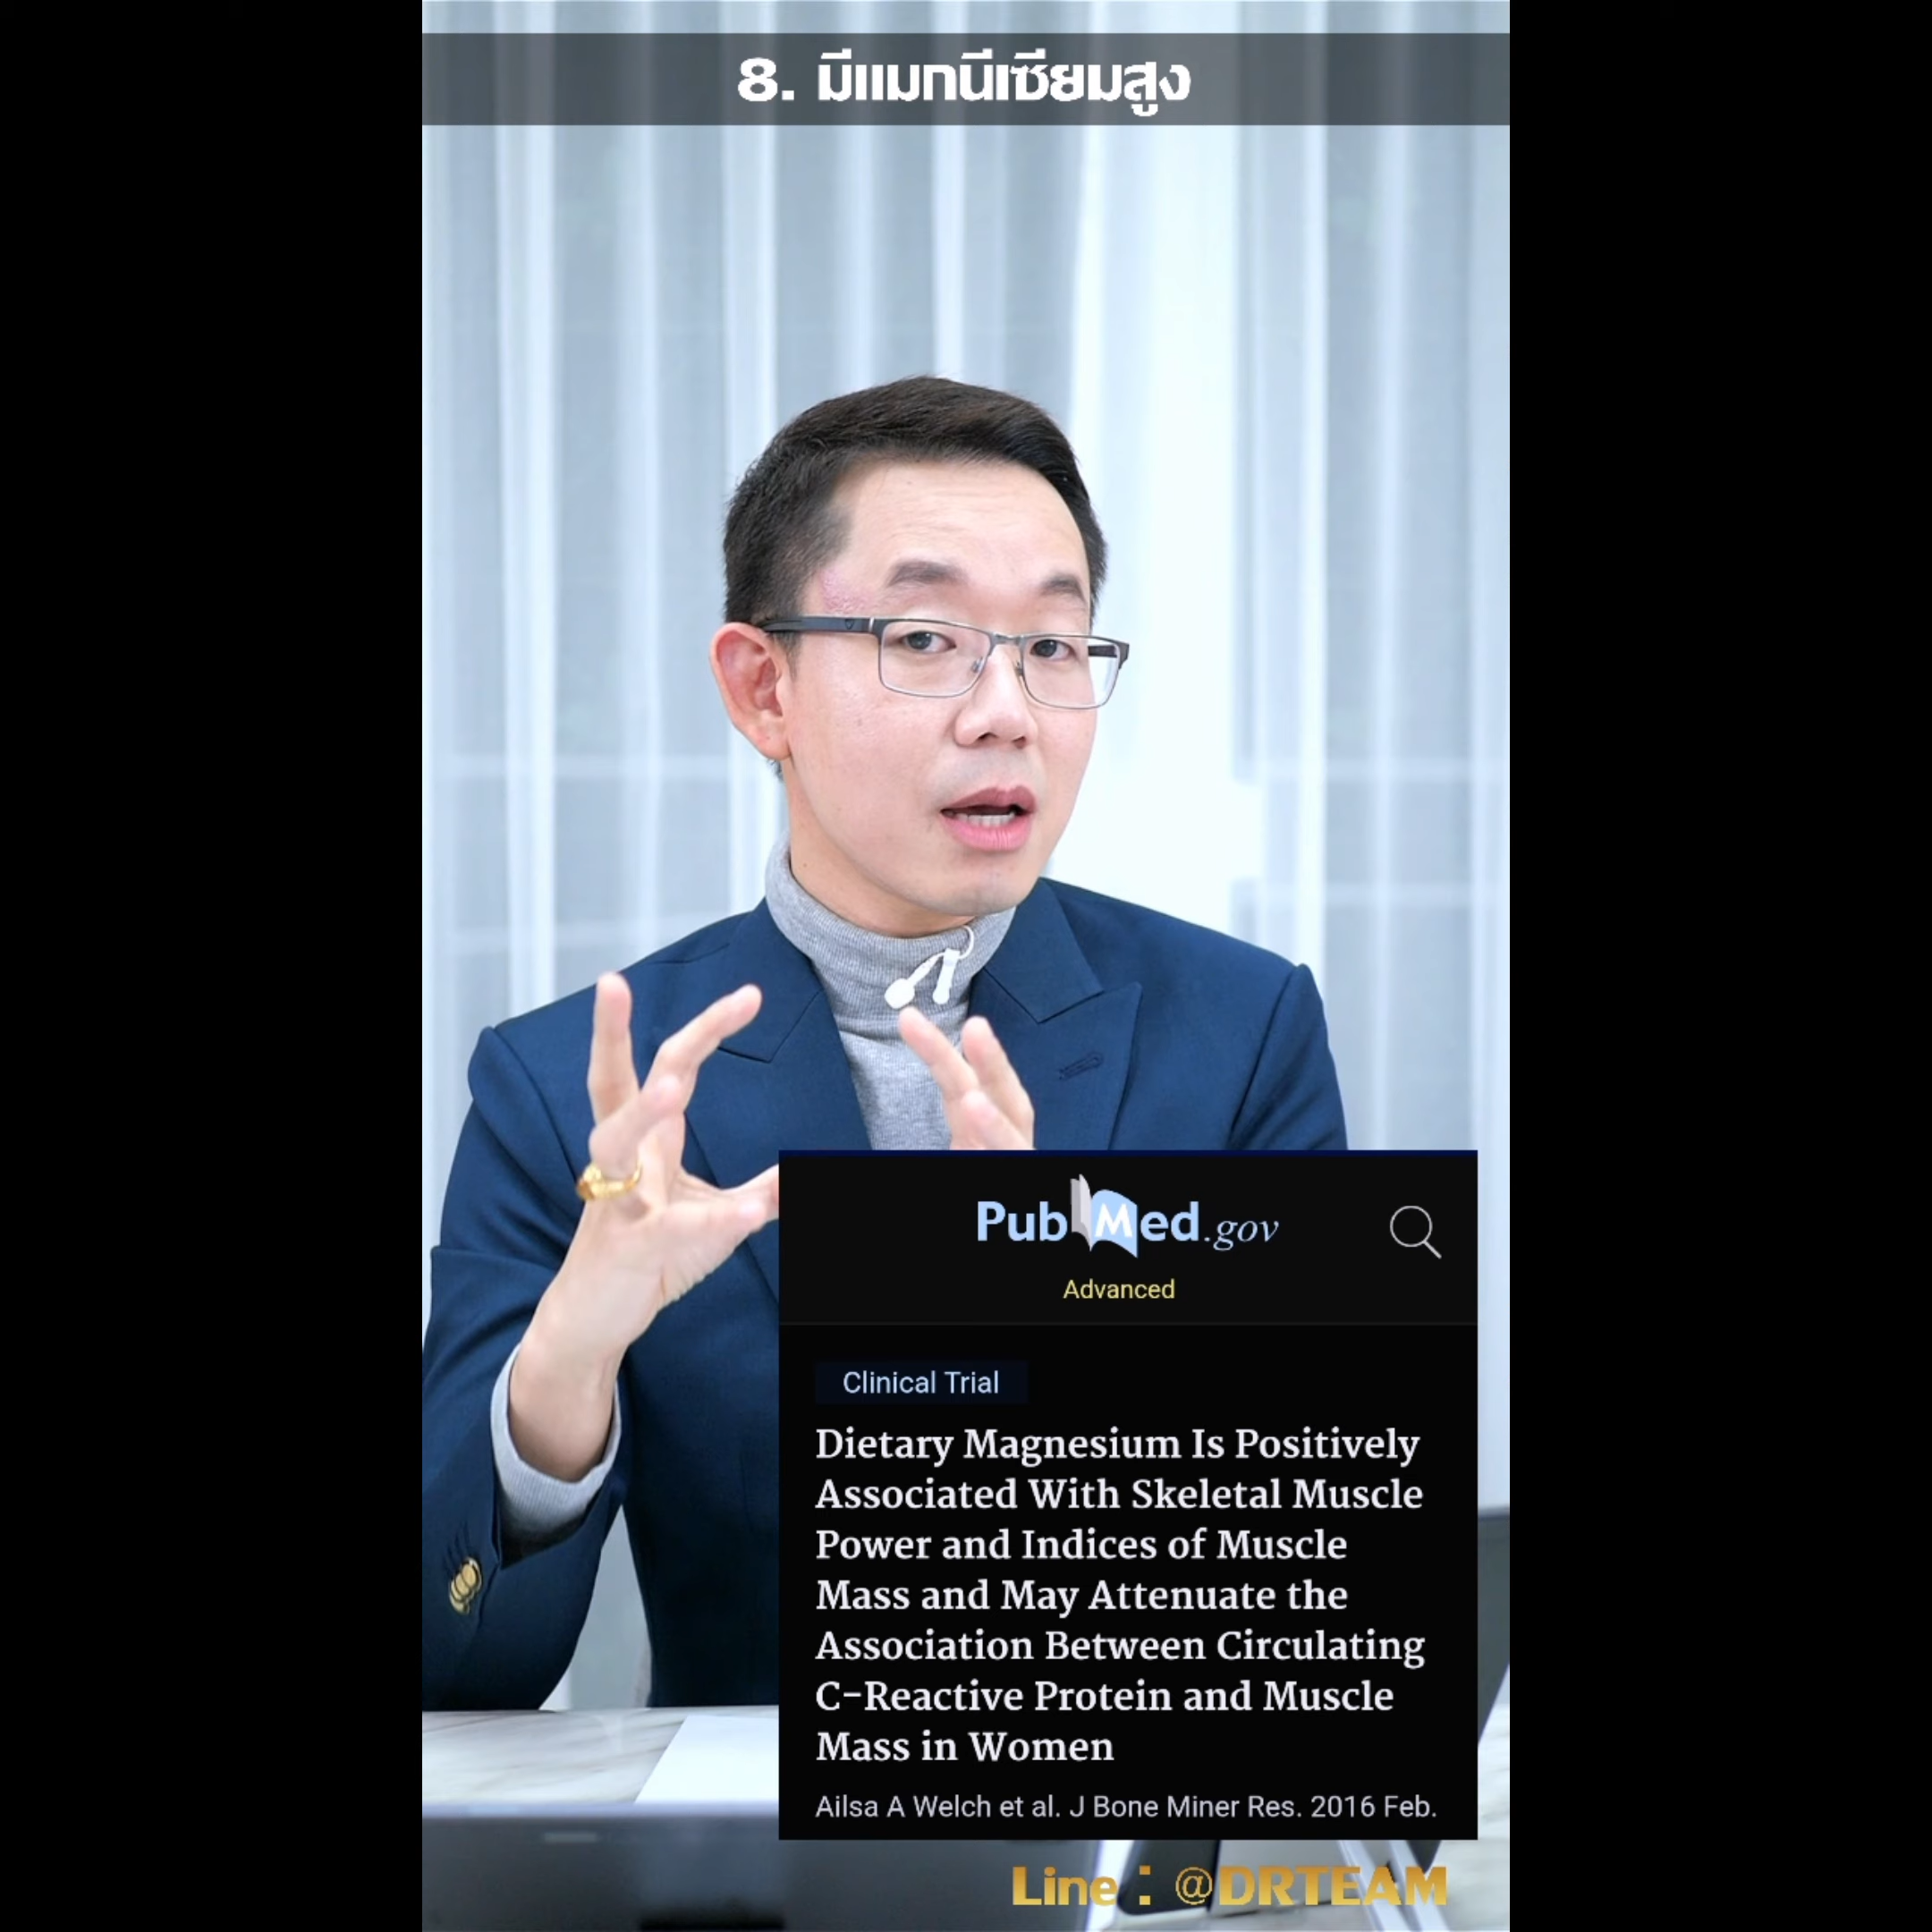 8. มีแมกนีเซียมสูง
PubMed.gov
Advanced
Clinical Trial
Dietary Magnesium Is Positively
Associated With Skeletal Muscle
Power and Indices of Muscle
Mass and May Attenuate the
Association Between Circulating
C-Reactive Protein and Muscle
Mass in Women
Ailsa A Welch et al. J Bone Miner Res. 2016 Feb.
Line : @DRTEAM